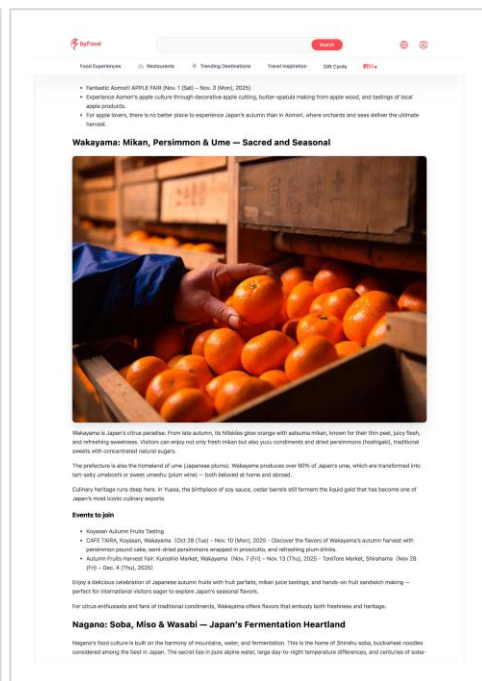 byFood
Search
Food Experiences
Restaurants
Trending Destinations
Travel Inspiration
Gift Cards
• Fantastic Aomori! APPLE FAIR (Nov. 1 (Sat) – Nov. 3 (Mon), 2025)
• Experience Aomori's apple culture through decorative apple cutting, butter-spatula making from apple wood, and tastings of local
apple products.
• For apple lovers, there is no better place to experience Japan's autumn than in Aomori, where orchards and seas deliver the ultimate
harvest.
Wakayama: Mikan, Persimmon & Ume — Sacred and Seasonal
Wakayama is Japan's citrus paradise. From late autumn, its hillsides glow orange with satsuma mikan, known for their thin peel, juicy flesh,
and refreshing sweetness. Visitors can enjoy not only fresh mikan but also yuzu condiments and dried persimmons (hoshigaki), traditional
sweets with concentrated natural sugars.
The prefecture is also the homeland of ume (Japanese plums). Wakayama produces over 60% of Japan's ume, which are transformed into
tart-salty umeboshi or sweet umeshu (plum wine) — both beloved at home and abroad.
Culinary heritage runs deep here. In Yuasa, the birthplace of soy sauce, cedar barrels still ferment the liquid gold that has become one of
Japan's most iconic culinary exports.
Events to join
• Koyasan Autumn Fruits Tasting
• CAFE TAIRA, Koyasan, Wakayama (Oct 28 (Tue) – Nov. 10 (Mon), 2025 - Discover the flavors of Wakayama's autumn harvest with
persimmon pound cake, semi-dried persimmons wrapped in prosciutto, and refreshing plum drinks.
• Autumn Fruits Harvest Fair: Kuroshio Market, Wakayama (Nov. 7 (Fri) – Nov. 13 (Thu), 2025 - ToreTore Market, Shirahama (Nov 28
(Fri) – Dec. 4 (Thu), 2025)
Enjoy a delicious celebration of Japanese autumn fruits with fruit parfaits, mikan juice tastings, and hands-on fruit sandwich making —
perfect for international visitors eager to explore Japan's seasonal flavors.
For citrus enthusiasts and fans of traditional condiments, Wakayama offers flavors that embody both freshness and heritage.
Nagano: Soba, Miso & Wasabi — Japan's Fermentation Heartland
Nagano's food culture is built on the harmony of mountains, water, and fermentation. This is the home of Shinshu soba, buckwheat noodles
considered among the best in Japan. The secret lies in pure alpine water, large day-to-night temperature differences, and centuries of soba-